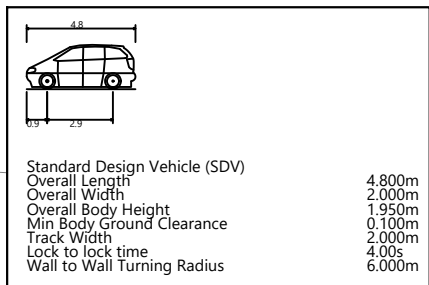 4.8
0.9 2.9
Standard Design Vehicle (SDV)
Overall Length 4.800m
Overall Width 2.000m
Overall Body Height 1.950m
Min Body Ground Clearance 0.100m
Track Width 2.000m
Lock to lock time 4.00s
Wall to Wall Turning Radius 6.000m